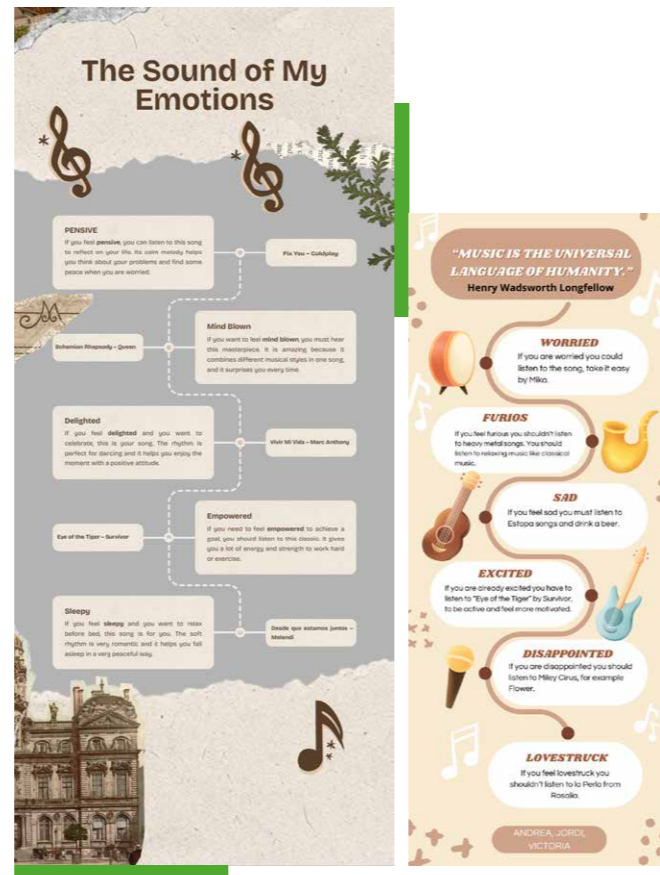 The Sound of My
Emotions
PENSIVE
If you feel pensive, you can listen to this song
to reflect on your life. Its calm melody helps
you think about your problems and find some
peace when you are worried.
Fix You – Coldplay
Mind Blown
If you want to feel mind blown, you must hear
this masterpiece. It is amazing because it
combines different musical styles in one song,
and it surprises you every time.
Bohemian Rhapsody – Queen
Delighted
If you feel delighted and you want to
celebrate, this is your song. The rhythm is
perfect for dancing and it helps you enjoy the
moment with a positive attitude.
Vivir Mi Vida – Marc Anthony
Empowered
If you need to feel empowered to achieve a
goal, you should listen to this classic. It gives
you a lot of energy and strength to work hard
or exercise.
Eye of the Tiger – Survivor
Sleepy
If you feel sleepy and you want to relax
before bed, this song is for you. The soft
rhythm is very romantic and it helps you fall
asleep in a very peaceful way.
Desde que estamos juntos –
Melendi
“MUSIC IS THE UNIVERSAL
LANGUAGE OF HUMANITY.”
Henry Wadsworth Longfellow
WORRIED
If you are worried you could
listen to the song, take it easy
by Mika.
FURIOS
If you feel furious you shouldn't listen
to heavy metal songs. You should
listen to relaxing music like classical
music.
SAD
If you feel sad you must listen to
Estopa songs and drink a beer.
EXCITED
If you are already excited you have to
listen to "Eye of the Tiger" by Survivor,
to be active and feel more motivated.
DISAPPOINTED
If you are disappointed you should
listen to Miley Cirus, for example
Flower.
LOVESTRUCK
If you feel lovestruck you
shouldn't listen to la Perla from
Rosalia.
ANDREA, JORDI,
VICTORIA